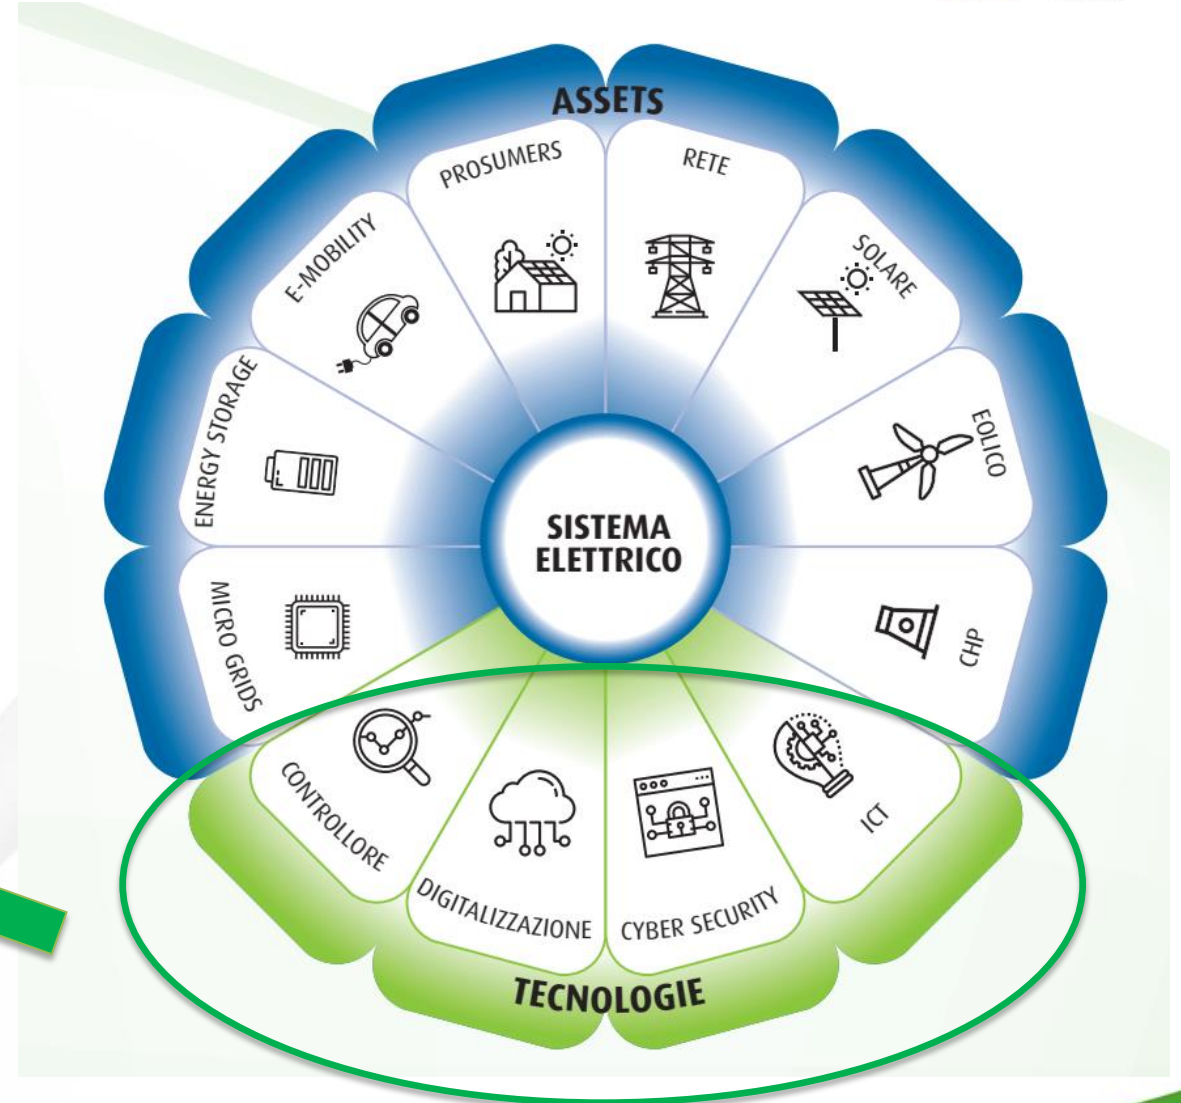 ASSETS
PROSUMERS
RETE
SOLARE
EOLICO
CHP
ICT
CYBER SECURITY
DIGITALIZZAZIONE
CONTROLLORE
MICRO GRIDS
ENERGY STORAGE
E-MOBILITY
SISTEMA
ELETTRICO
TECNOLOGIE